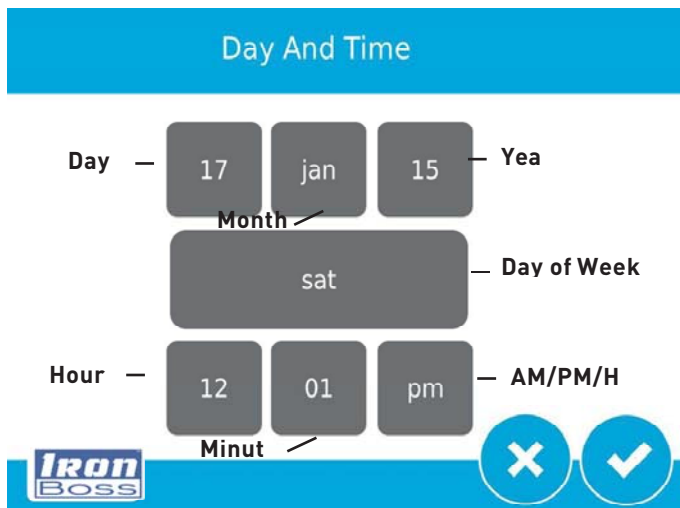 Day And Time
Day 17 jan 15 Yea
Month
sat Day of Week
Hour 12 01 pm AM/PM/H
Minut
IRON
BOSS